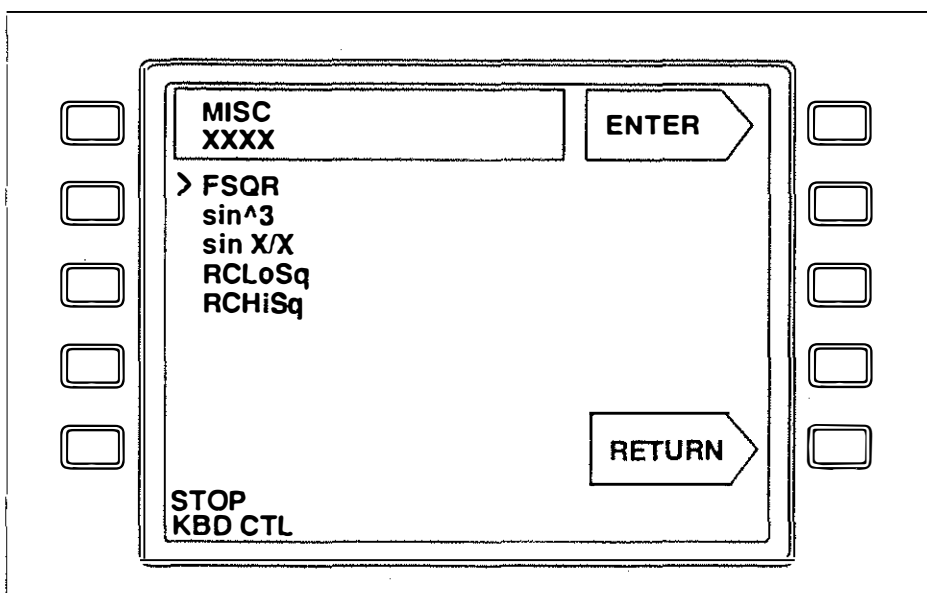 MISC
XXXX
ENTER
> FSQR
sin^3
sin X/X
RCLoSq
RCHiSq
RETURN
STOP
KBD CTL